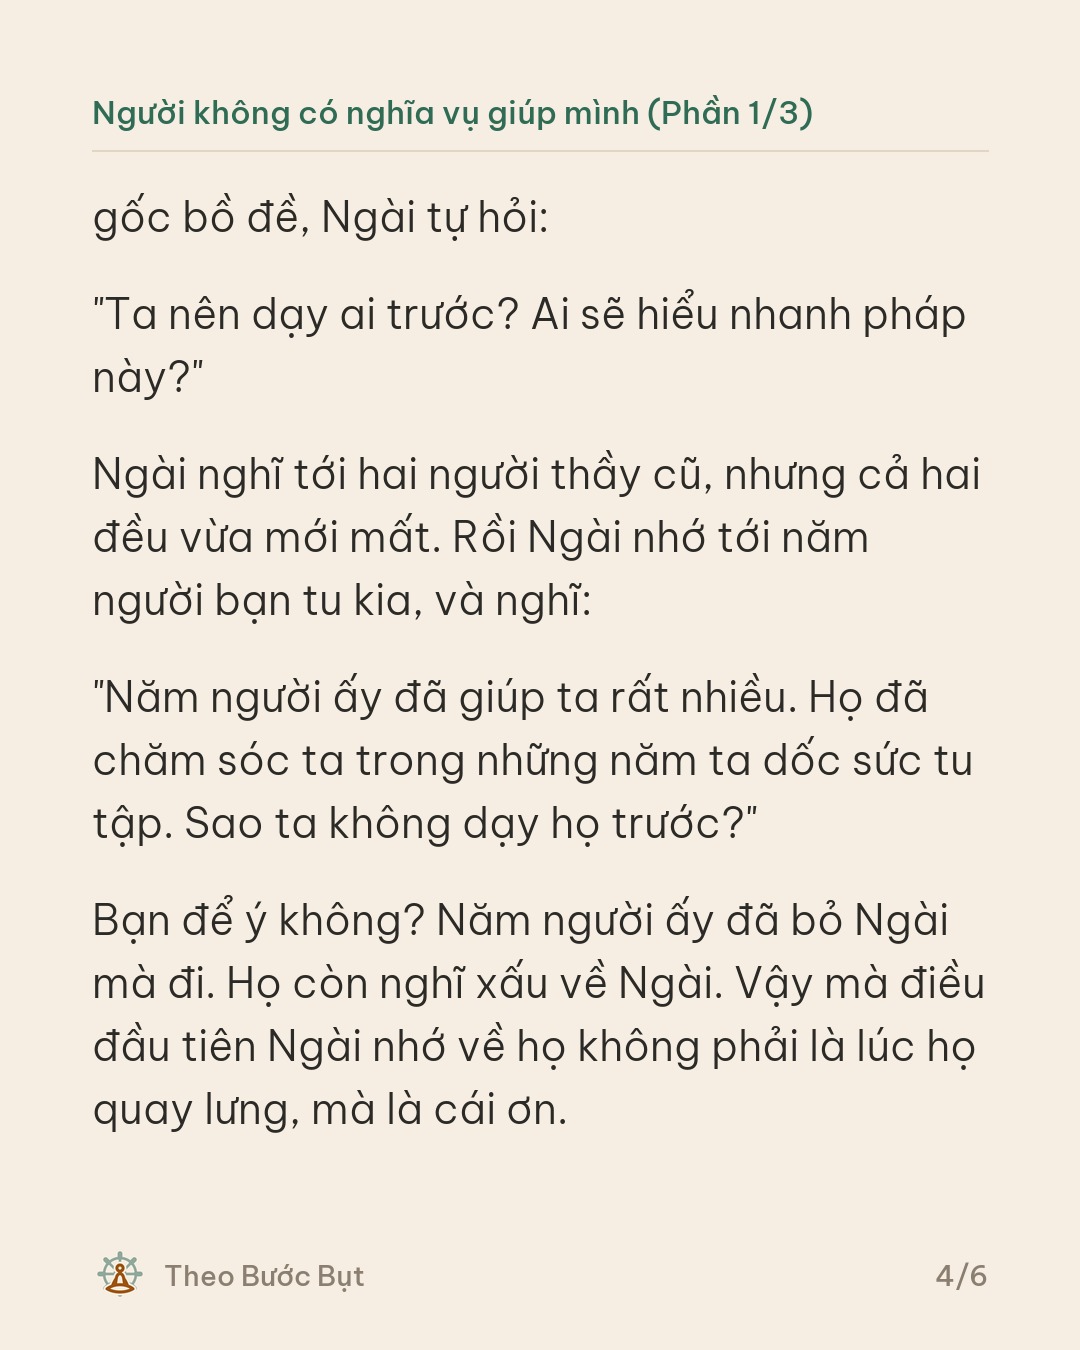 Người không có nghĩa vụ giúp mình (Phần 1/3)
gốc bồ đề, Ngài tự hỏi:
"Ta nên dạy ai trước? Ai sẽ hiểu nhanh pháp
này?"
Ngài nghĩ tới hai người thầy cũ, nhưng cả hai
đều vừa mới mất. Rồi Ngài nhớ tới năm
người bạn tu kia, và nghĩ:
"Năm người ấy đã giúp ta rất nhiều. Họ đã
chăm sóc ta trong những năm ta dốc sức tu
tập. Sao ta không dạy họ trước?"
Bạn để ý không? Năm người ấy đã bỏ Ngài
mà đi. Họ còn nghĩ xấu về Ngài. Vậy mà điều
đầu tiên Ngài nhớ về họ không phải là lúc họ
quay lưng, mà là cái ơn.
Theo Bước Bụt
4/6